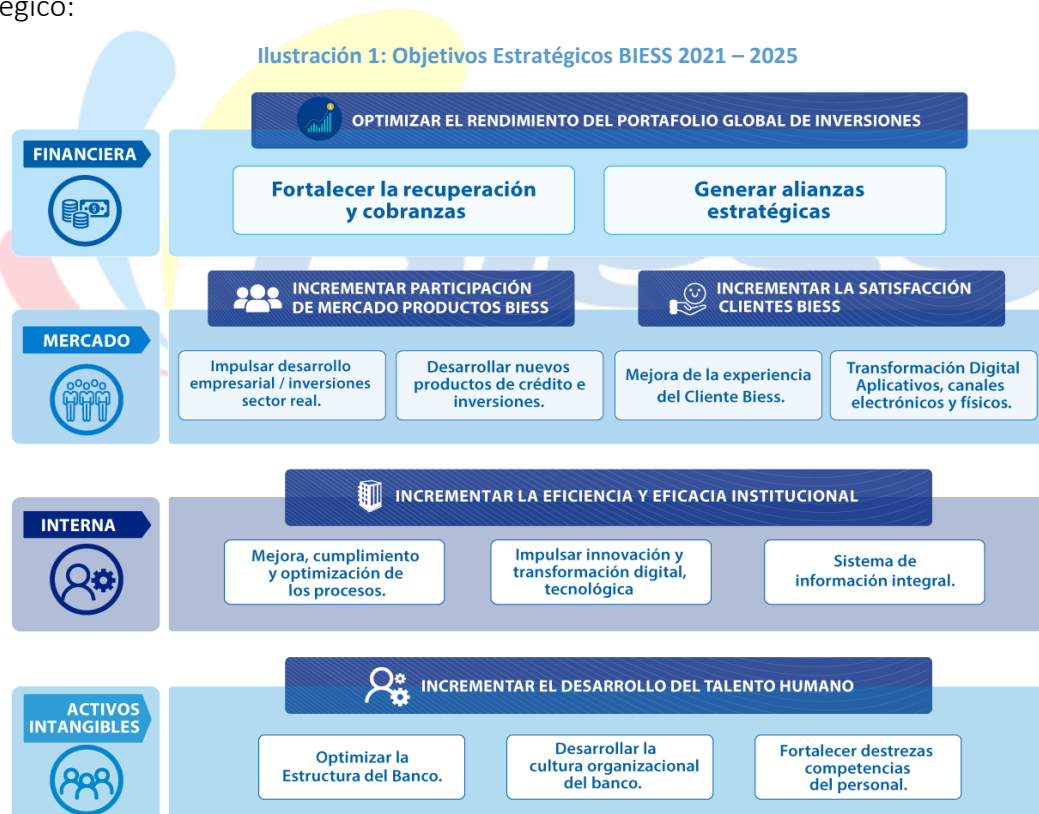 égico:
Ilustración 1: Objetivos Estratégicos BIESS 2021 – 2025
OPTIMIZAR EL RENDIMIENTO DEL PORTAFOLIO GLOBAL DE INVERSIONES
FINANCIERA
Fortalecer la recuperación
y cobranzas
Generar alianzas
estratégicas
INCREMENTAR PARTICIPACIÓN
DE MERCADO PRODUCTOS BIESS
INCREMENTAR LA SATISFACCIÓN
CLIENTES BIESS
MERCADO
Impulsar desarrollo
empresarial / inversiones
sector real.
Desarrollar nuevos
productos de crédito e
inversiones.
Mejora de la experiencia
del Cliente Biess.
Transformación Digital
Aplicativos, canales
electrónicos y físicos.
INCREMENTAR LA EFICIENCIA Y EFICACIA INSTITUCIONAL
INTERNA
Mejora, cumplimiento
y optimización de
los procesos.
Impulsar innovación y
transformación digital,
tecnológica
Sistema de
información integral.
INCREMENTAR EL DESARROLLO DEL TALENTO HUMANO
ACTIVOS
INTANGIBLES
Optimizar la
Estructura del Banco.
Desarrollar la
cultura organizacional
del banco.
Fortalecer destrezas
competencias
del personal.